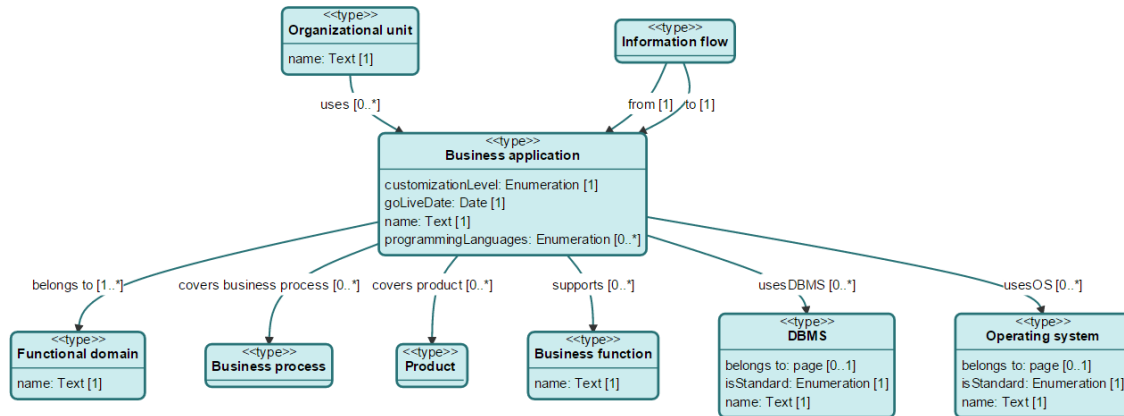 <<type>>
Organizational unit
name: Text [1]
<<type>>
Information flow
uses [0..*]
from [1]
to [1]
<<type>>
Business application
customizationLevel: Enumeration [1]
goLiveDate: Date [1]
name: Text [1]
programmingLanguages: Enumeration [0..*]
belongs to [1..*]
covers business process [0..*]
covers product [0..*]
supports [0..*]
usesDBMS [0..*]
usesOS [0..*]
<<type>>
Functional domain
name: Text [1]
<<type>>
Business process
<<type>>
Product
<<type>>
Business function
name: Text [1]
<<type>>
DBMS
belongs to: page [0..1]
isStandard: Enumeration [1]
name: Text [1]
<<type>>
Operating system
belongs to: page [0..1]
isStandard: Enumeration [1]
name: Text [1]